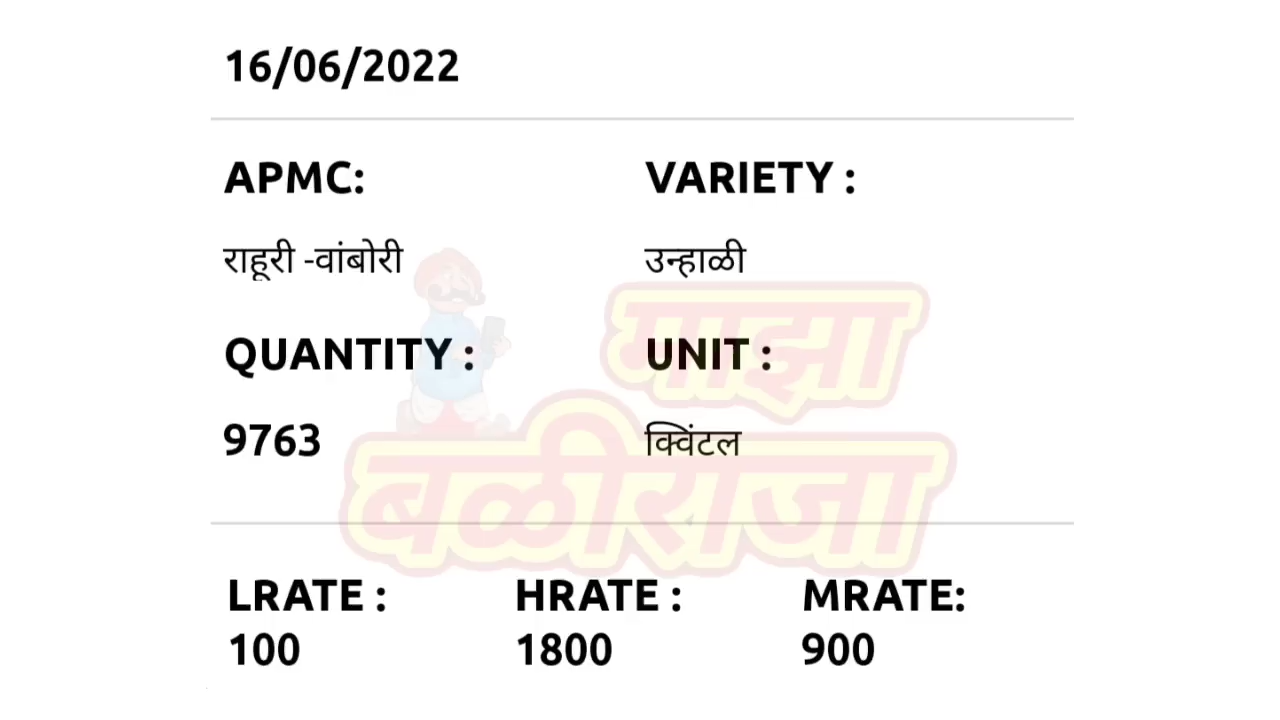 16/06/2022
APMC: VARIETY :
राहूरी -वांबोरी उन्हाळी
माझा
QUANTITY : UNIT :
9763 क्विंटल
बळीराजा
LRATE : HRATE : MRATE:
100 1800 900